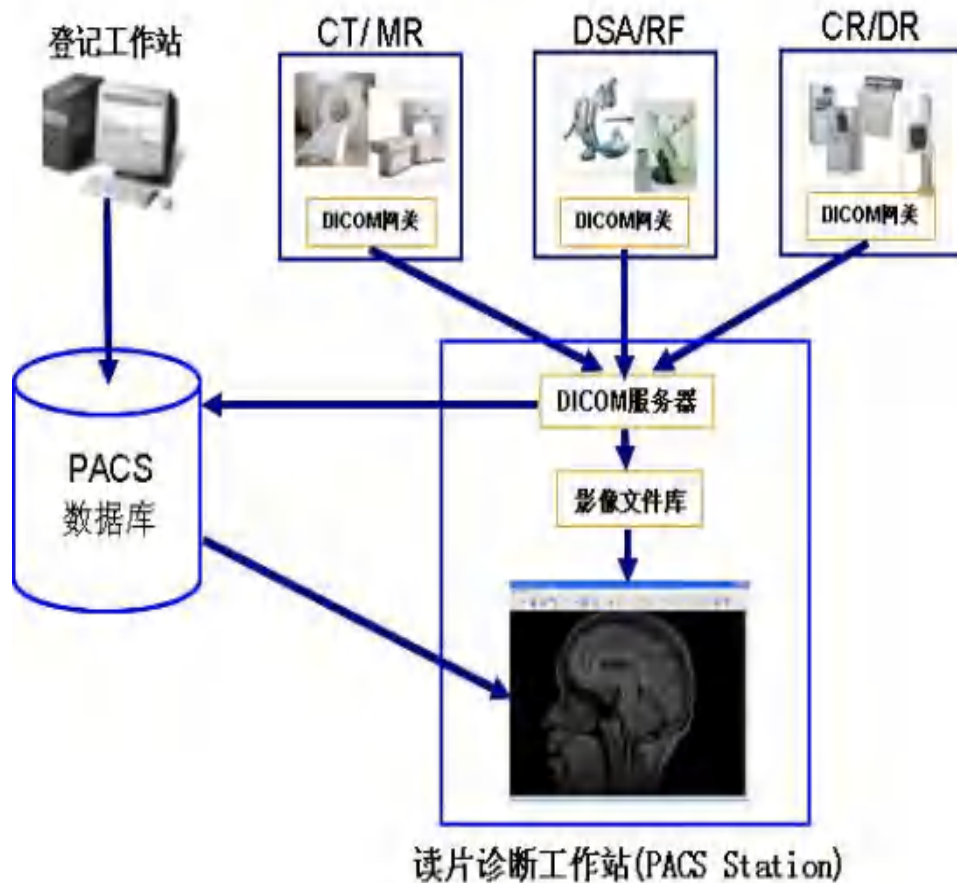 登记工作站
CT/ MR
DSA/RF
CR/DR
DICOM网关
DICOM网关
DICOM网关
DICOM服务器
PACS
数据库
影像文件库
读片诊断工作站(PACS Station)